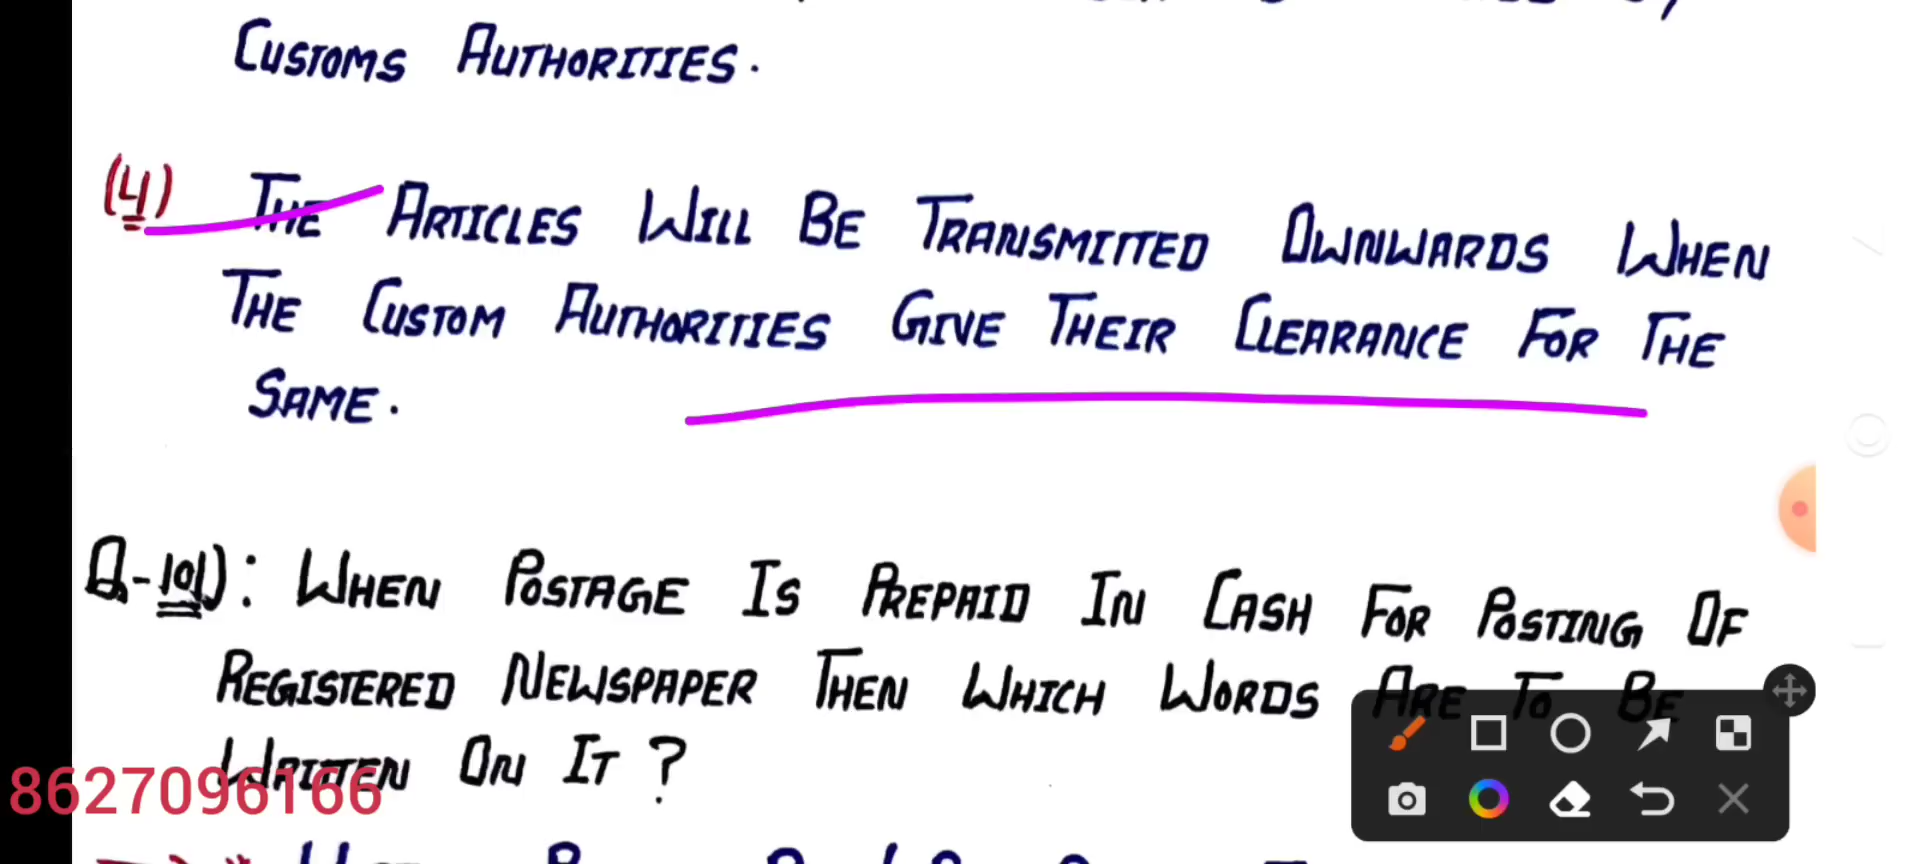 CUSTOMS AUTHORITIES.
(4) THE ARTICLES WILL BE TRANSMITTED OWNWARDS WHEN
THE CUSTOM AUTHORITIES GIVE THEIR CLEARANCE FOR THE
SAME.
Q-101): WHEN POSTAGE IS PREPAID IN CASH FOR POSTING OF
REGISTERED NEWSPAPER THEN WHICH WORDS ARE TO BE
WRITTEN ON IT?
8627096166